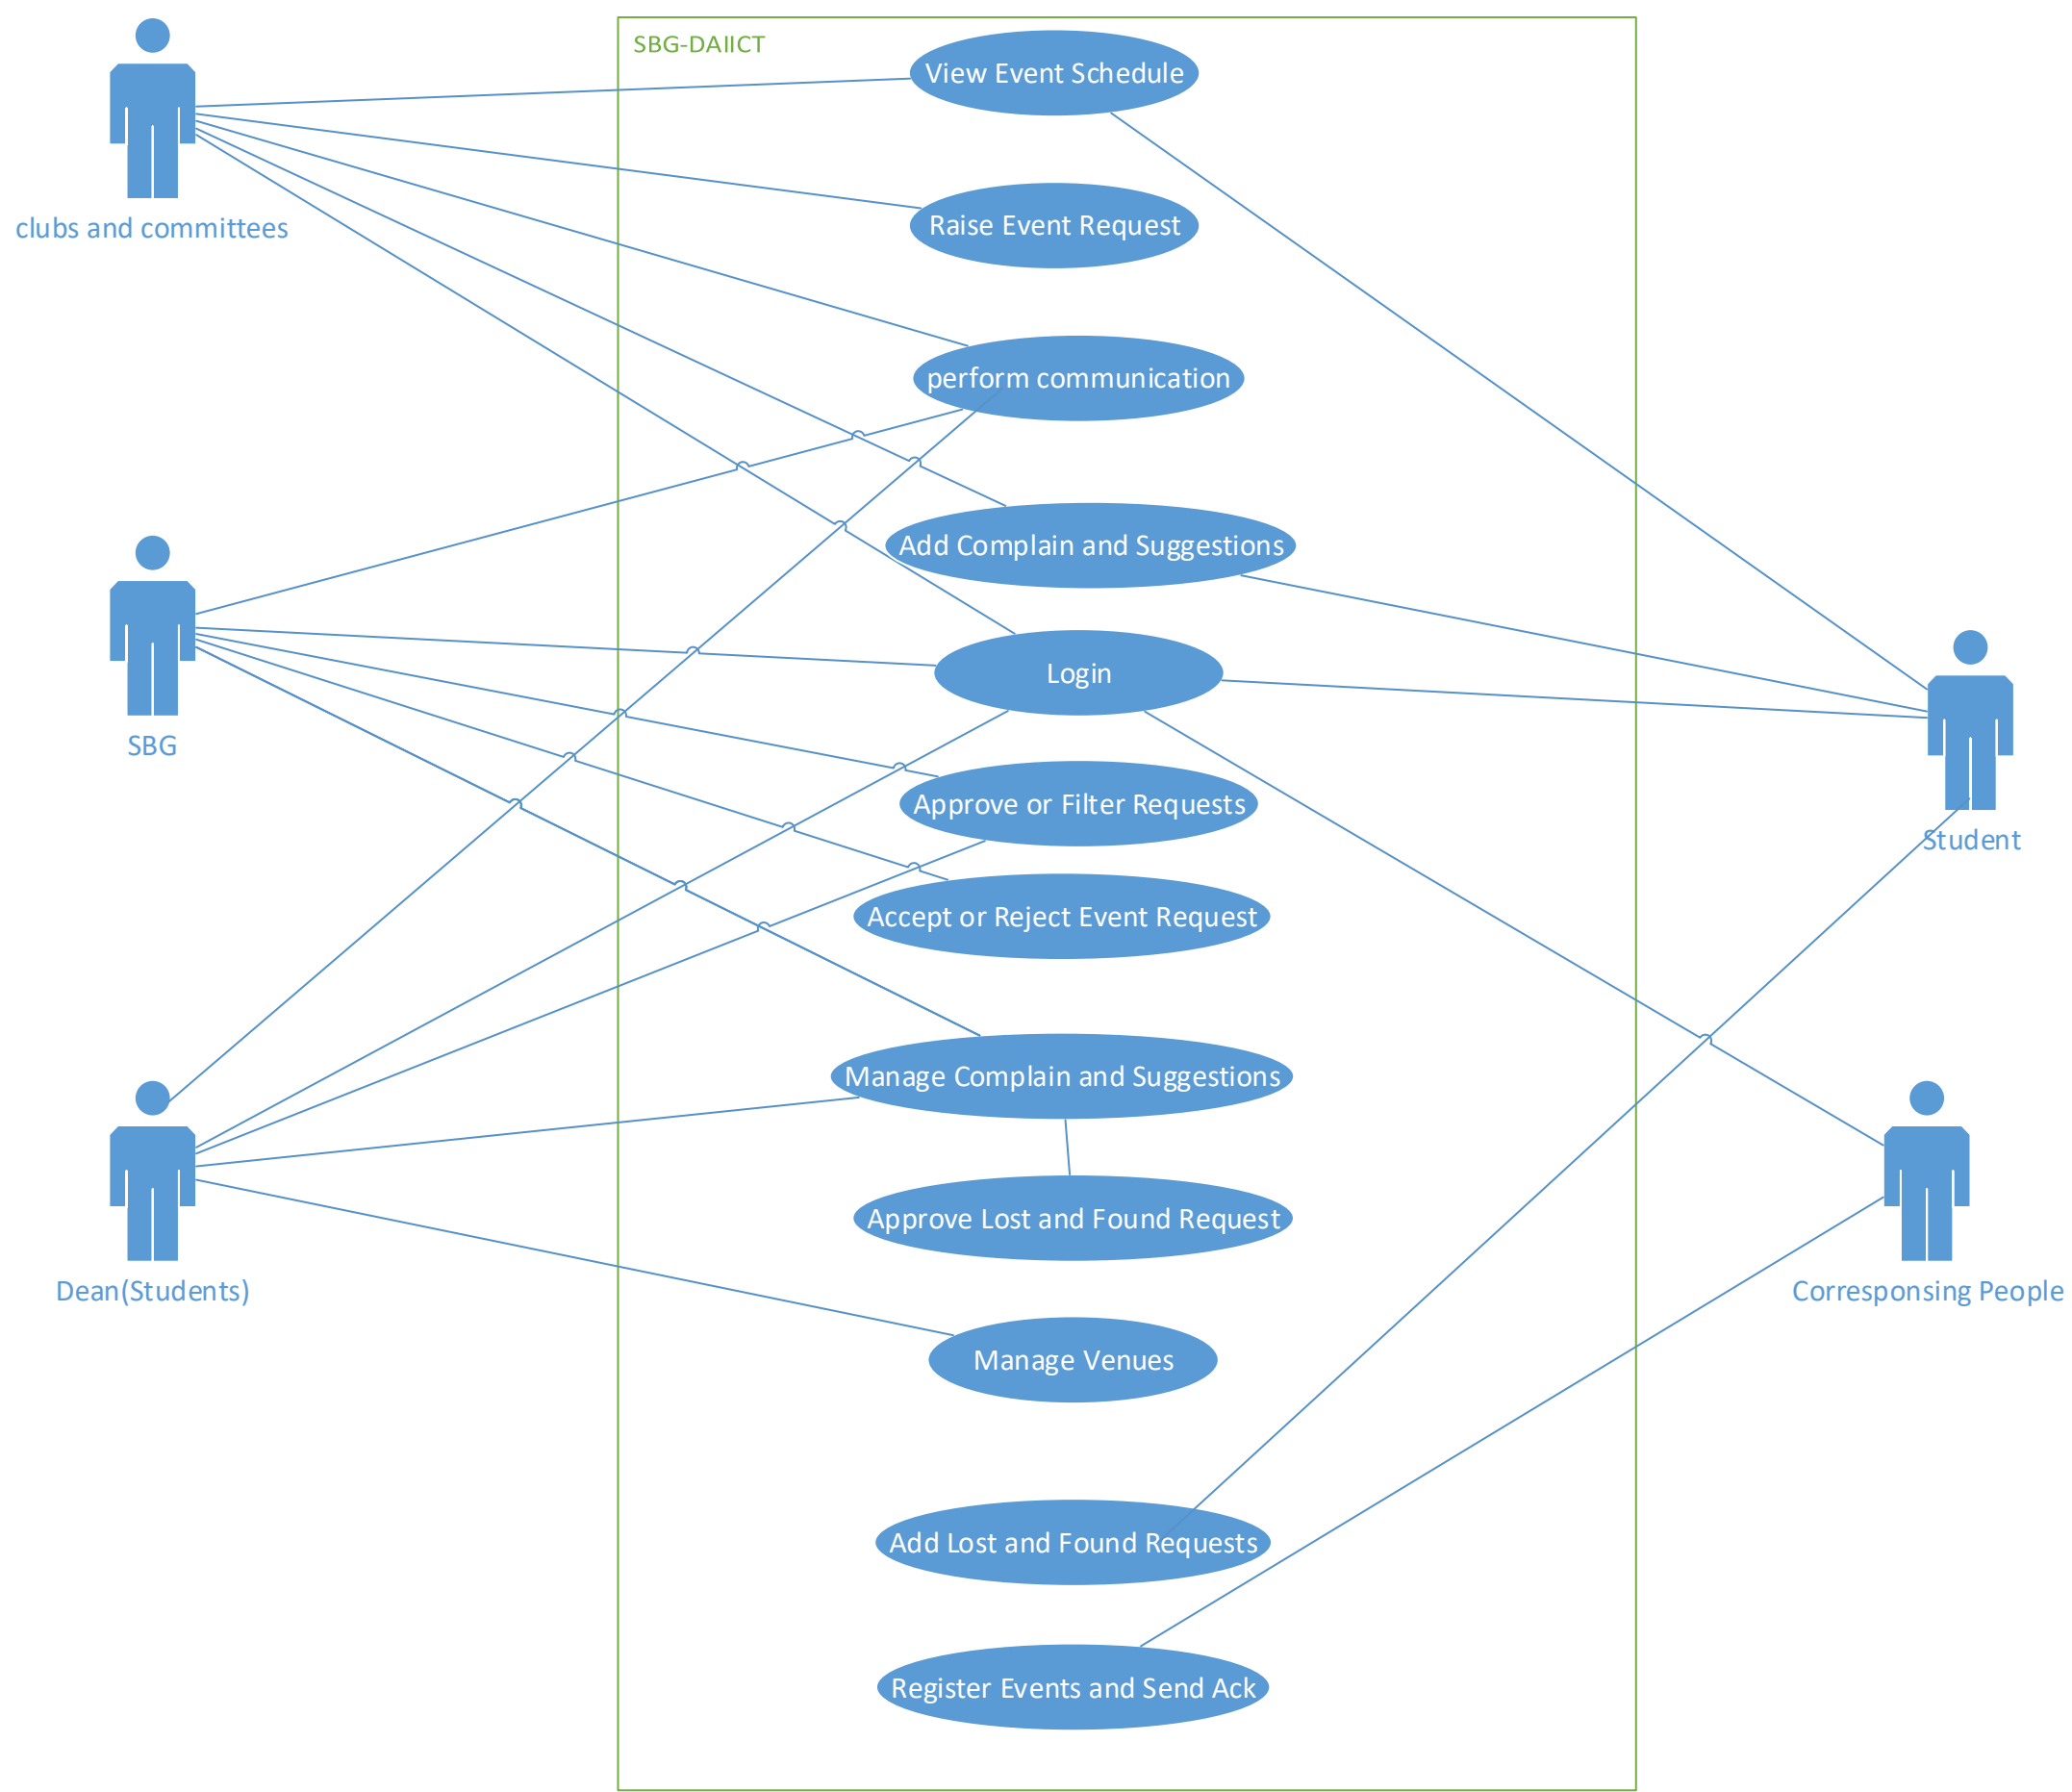 SBG-DAIICT
View Event Schedule
Raise Event Request
clubs and committees
perform communication
Add Complain and Suggestions
Login
SBG
Approve or Filter Requests
Student
Accept or Reject Event Request
Manage Complain and Suggestions
Approve Lost and Found Request
Dean(Students)
Corresponsing People
Manage Venues
Add Lost and Found Requests
Register Events and Send Ack